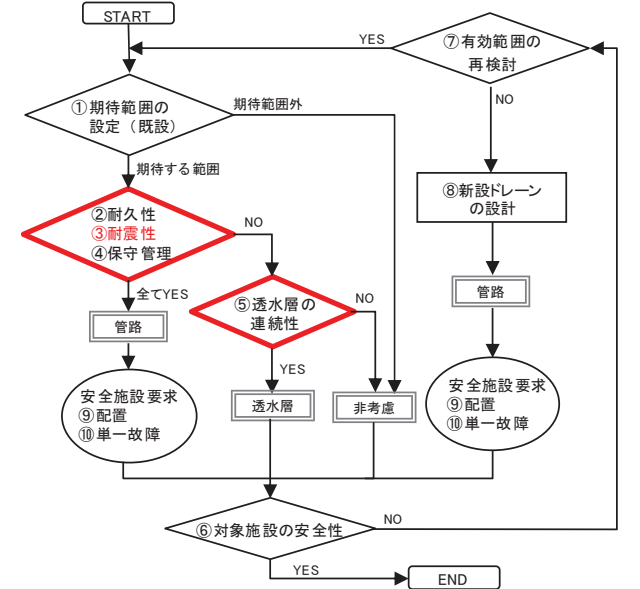 START
⑦有効範囲の
再検討
YES
NO
①期待範囲の
設定（既設）
期待範囲外
期待する範囲
②耐久性
③耐震性
④保守管理
NO
全てYES
⑤透水層の
連続性
NO
YES
⑧新設ドレーン
の設計
管路
管路
透水層
非考慮
安全施設要求
⑨配置
⑩単一故障
安全施設要求
⑨配置
⑩単一故障
⑥対象施設の安全性
NO
YES
END